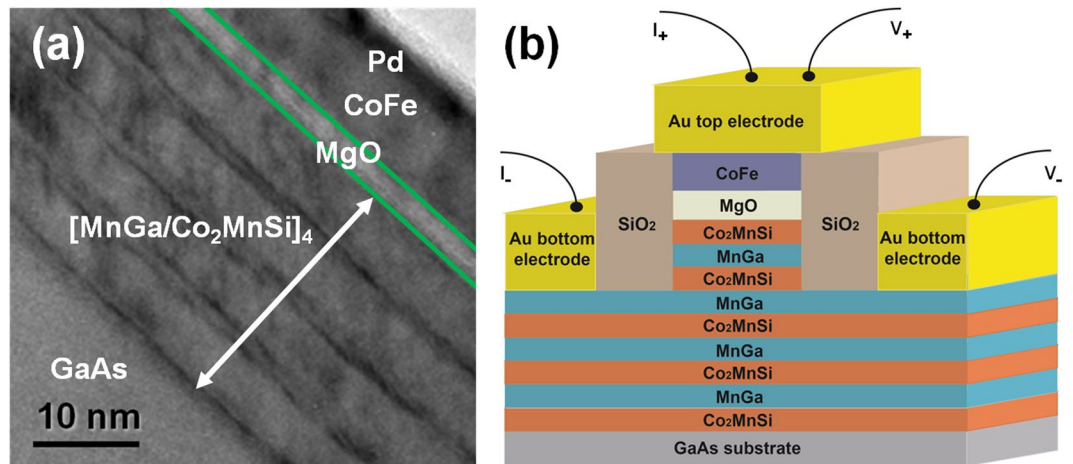 (a)
Pd
CoFe
MgO
[MnGa/Co₂MnSi]₄
GaAs
10 nm
(b)
I₊
V₊
Au top electrode
I₋
V₋
CoFe
SiO₂
MgO
SiO₂
Co₂MnSi
Au bottom
electrode
MnGa
Au bottom
electrode
Co₂MnSi
MnGa
Co₂MnSi
MnGa
Co₂MnSi
MnGa
Co₂MnSi
GaAs substrate